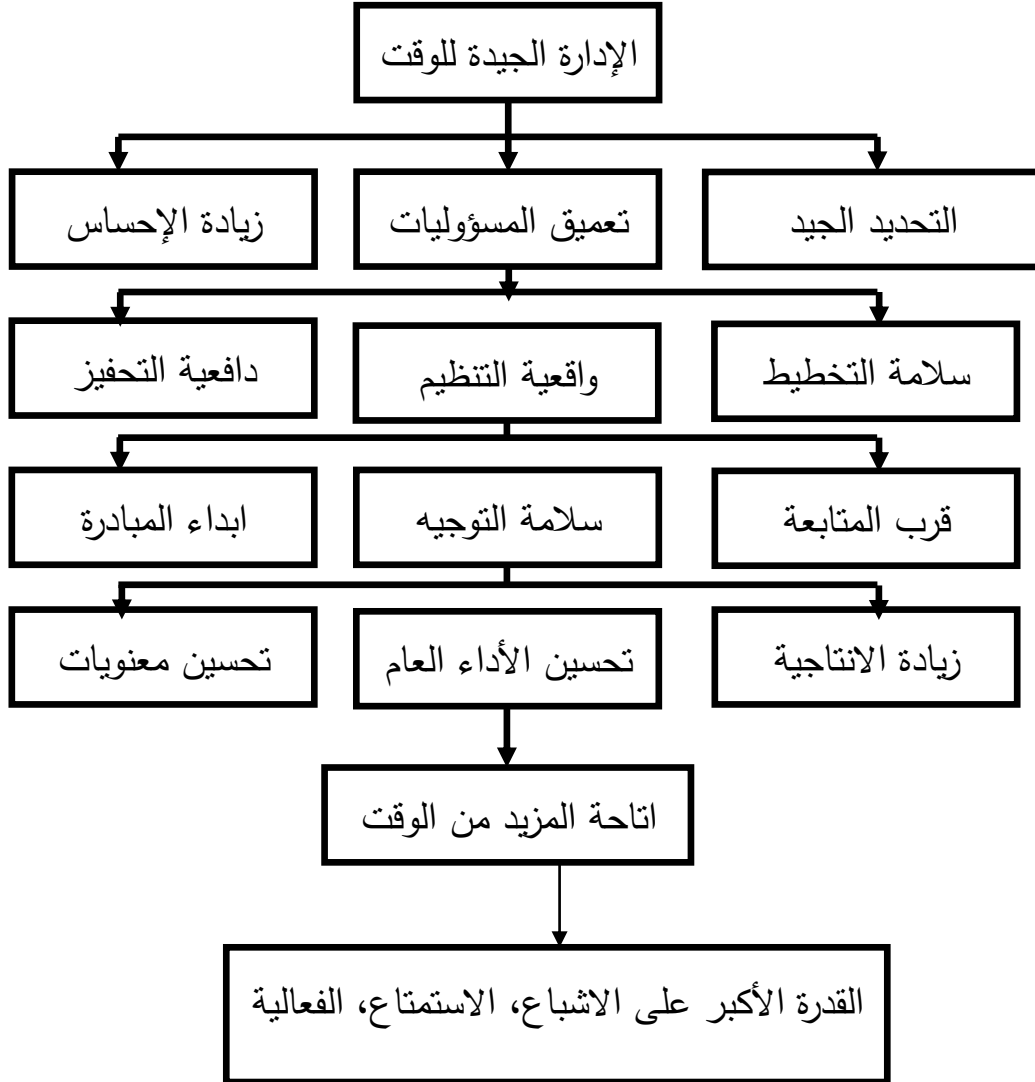 الإدارة الجيدة للوقت
التحديد الجيد
تعميق المسؤوليات
زيادة الإحساس
سلامة التخطيط
واقعية التنظيم
دافعية التحفيز
قرب المتابعة
سلامة التوجيه
ابداء المبادرة
زيادة الانتاجية
تحسين الأداء العام
تحسين معنويات
اتاحة المزيد من الوقت
القدرة الأكبر على الاشباع، الاستمتاع، الفعالية